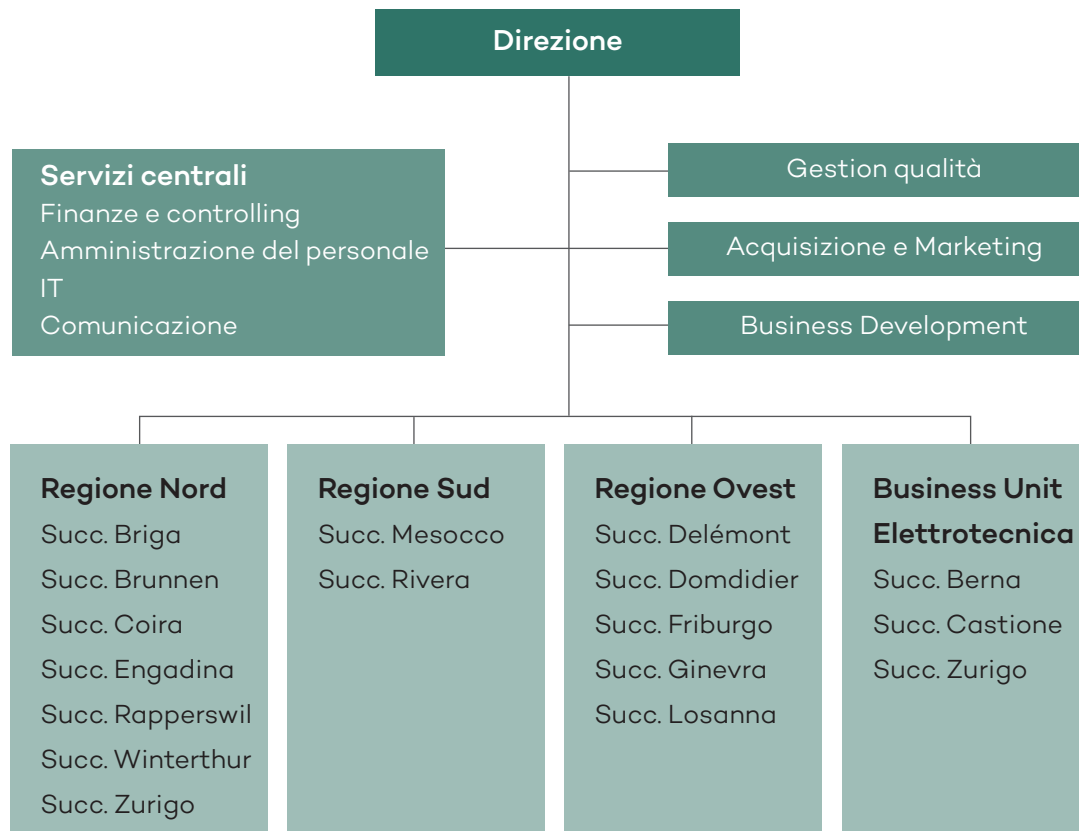 Direzione
Servizi centrali
Finanze e controlling
Amministrazione del personale
IT
Comunicazione
Gestion qualità
Acquisizione e Marketing
Business Development
Regione Nord
Succ. Briga
Succ. Brunnen
Succ. Coira
Succ. Engadina
Succ. Rapperswil
Succ. Winterthur
Succ. Zurigo
Regione Sud
Succ. Mesocco
Succ. Rivera
Regione Ovest
Succ. Delémont
Succ. Domdidier
Succ. Friburgo
Succ. Ginevra
Succ. Losanna
Business Unit
Elettrotecnica
Succ. Berna
Succ. Castione
Succ. Zurigo